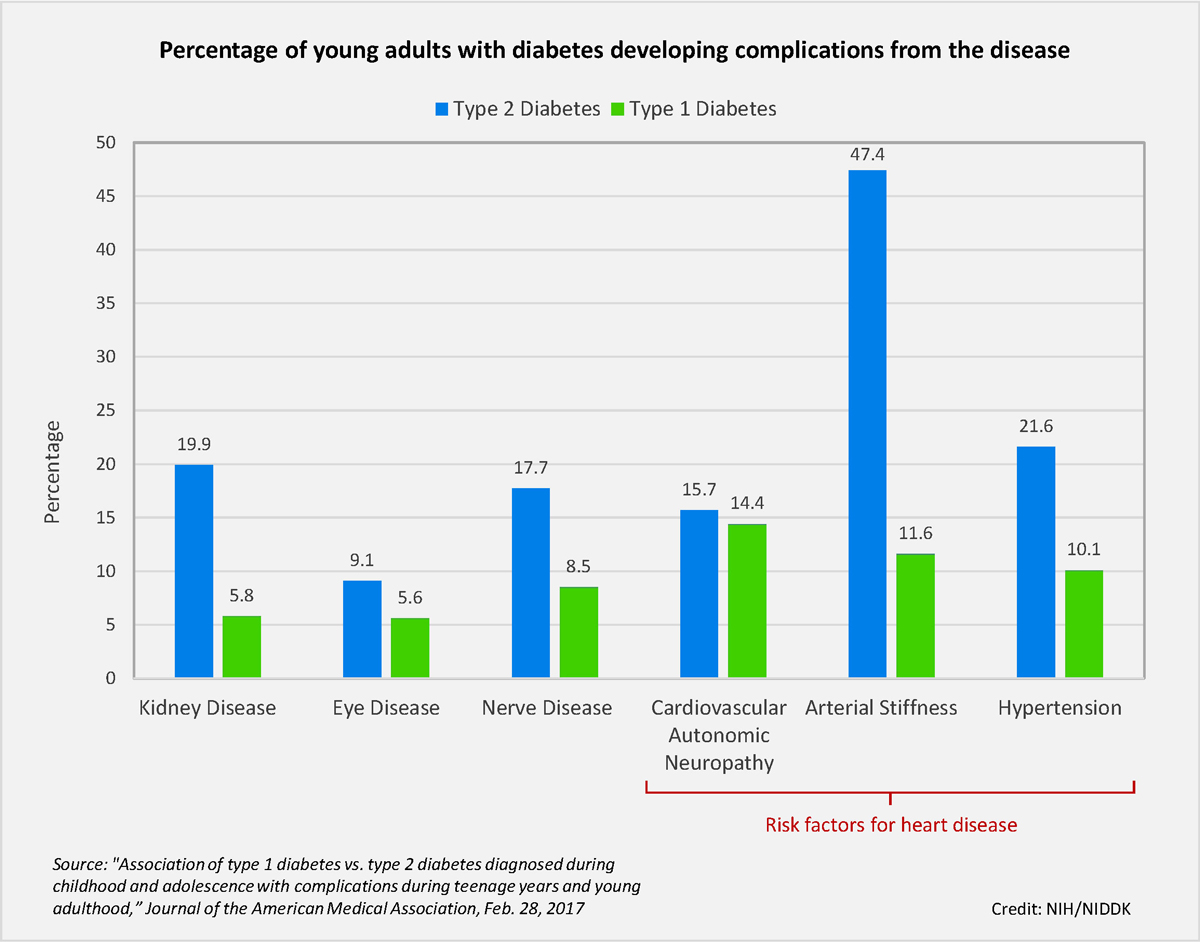 Percentage of young adults with diabetes developing complications from the disease
Type 2 Diabetes Type 1 Diabetes
Percentage
50
45
40
35
30
25
20
15
10
5
0
19.9
5.8
9.1
5.6
17.7
8.5
15.7
14.4
47.4
11.6
21.6
10.1
Kidney Disease
Eye Disease
Nerve Disease
Cardiovascular
Autonomic
Neuropathy
Arterial Stiffness
Hypertension
Risk factors for heart disease
Source: "Association of type 1 diabetes vs. type 2 diabetes diagnosed during
childhood and adolescence with complications during teenage years and young
adulthood,” Journal of the American Medical Association, Feb. 28, 2017
Credit: NIH/NIDDK